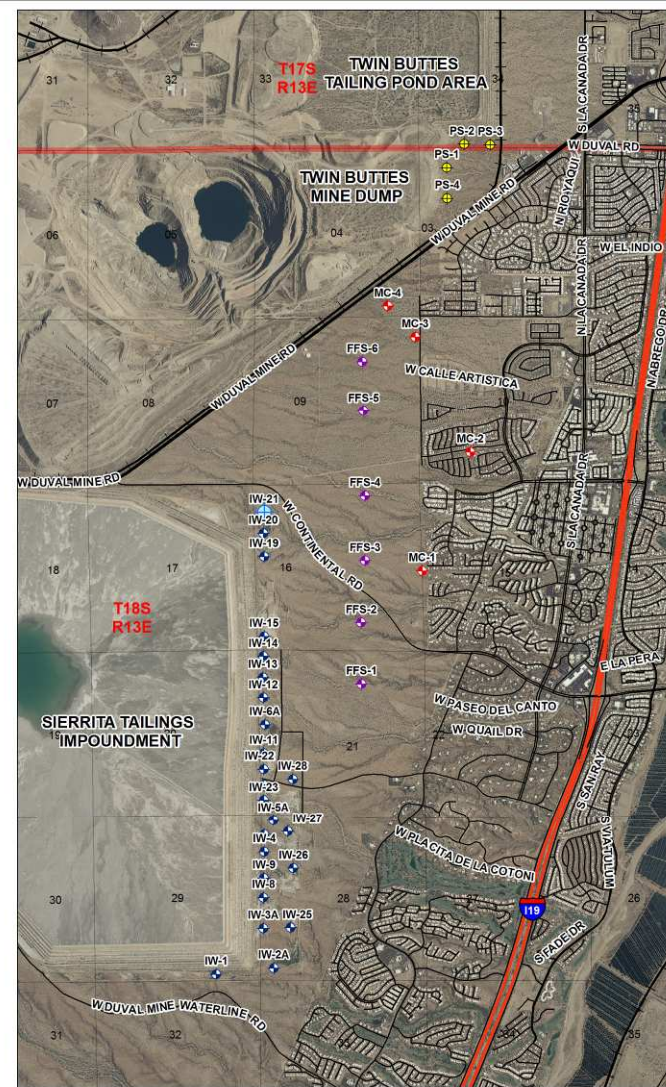 31
32
33
T17S
R13E
TWIN BUTTES
TAILING POND AREA
34
S LA CANADA DR
35
PS-2
PS-3
W DUVAL RD
PS-1
PS-4
TWIN BUTTES
MINE DUMP
N RIO YAQUI
W DUVAL MINE RD
06
05
04
03
W EL INDIO
N LA CANADA DR
N ABREGO DR
MC-4
MC-3
FFS-6
W CALLE ARTISTICA
W DUVAL MINE RD
07
08
09
FFS-5
MC-2
W DUVAL MINE RD
FFS-4
S LA CANADA DR
IW-21
IW-20
IW-19
W CONTINENTAL RD
FFS-3
MC-1
18
17
16
15
14
T18S
R13E
IW-15
FFS-2
IW-14
IW-13
E LA PERA
IW-12
FFS-1
IW-6A
W PASEO DEL CANTO
SIERRITA TAILINGS
IMPOUNDMENT
19
20
21
22
23
W QUAIL DR
IW-11
IW-22
IW-28
IW-23
S SAN RAY
IW-5A
IW-27
IW-4
W PLACITA DE LA COTONI
S VIA TULUM
IW-9
IW-26
IW-8
30
29
28
26
IW-3A
IW-25
I19
S FADE DR
IW-1
IW-2A
W DUVAL MINE WATERLINE RD
31
32
33
34
35